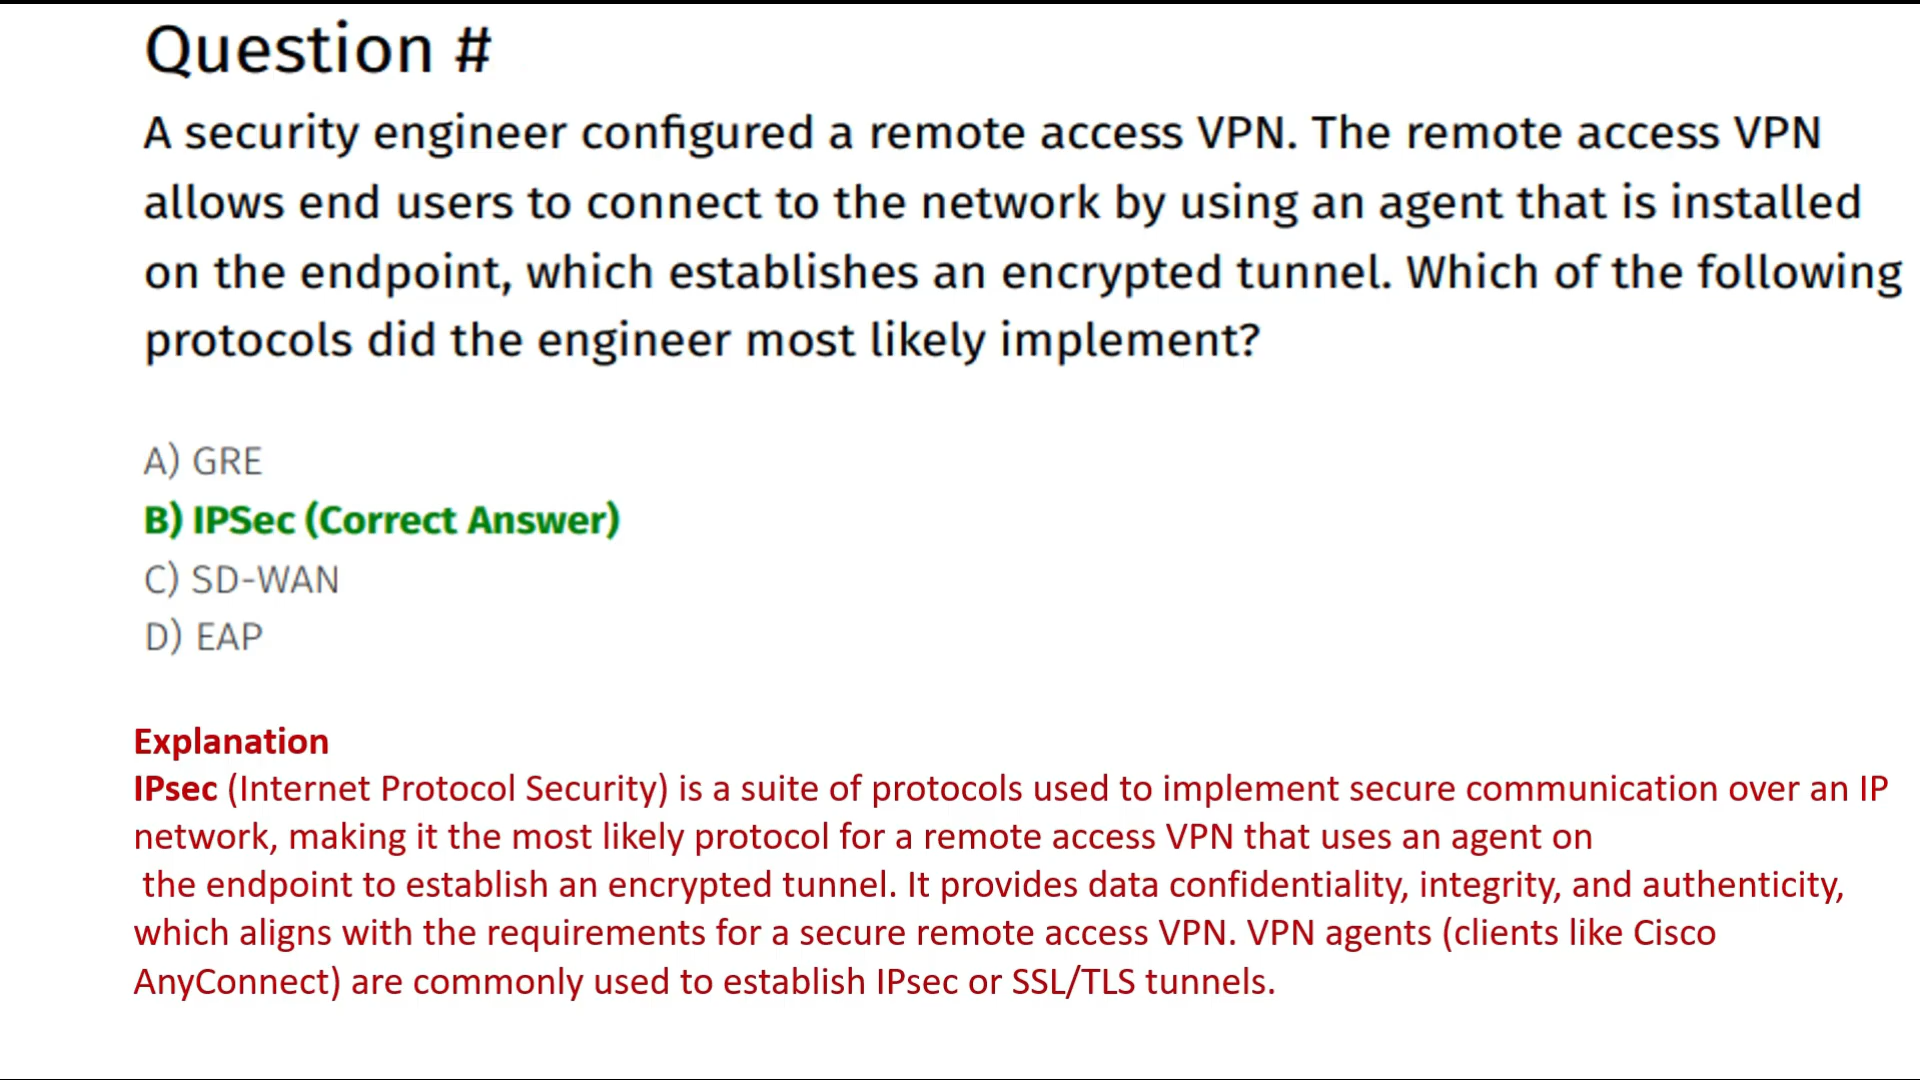 Question #
A security engineer configured a remote access VPN. The remote access VPN
allows end users to connect to the network by using an agent that is installed
on the endpoint, which establishes an encrypted tunnel. Which of the following
protocols did the engineer most likely implement?
A) GRE
B) IPSec (Correct Answer)
C) SD-WAN
D) EAP
Explanation
IPsec (Internet Protocol Security) is a suite of protocols used to implement secure communication over an IP
network, making it the most likely protocol for a remote access VPN that uses an agent on
the endpoint to establish an encrypted tunnel. It provides data confidentiality, integrity, and authenticity,
which aligns with the requirements for a secure remote access VPN. VPN agents (clients like Cisco
AnyConnect) are commonly used to establish IPsec or SSL/TLS tunnels.